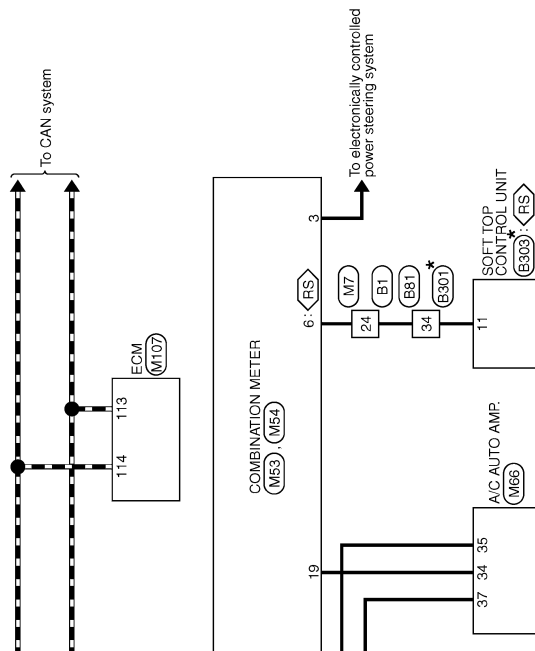 To CAN system
ECM
M107
113
114
COMBINATION METER
M53 , M54
3
To electronically controlled
power steering system
6 : RS
M7
24
B1
B81
34
B301 *
11
SOFT TOP
CONTROL UNIT
B303 * : RS
19
A/C AUTO AMP.
M66
35
34
37